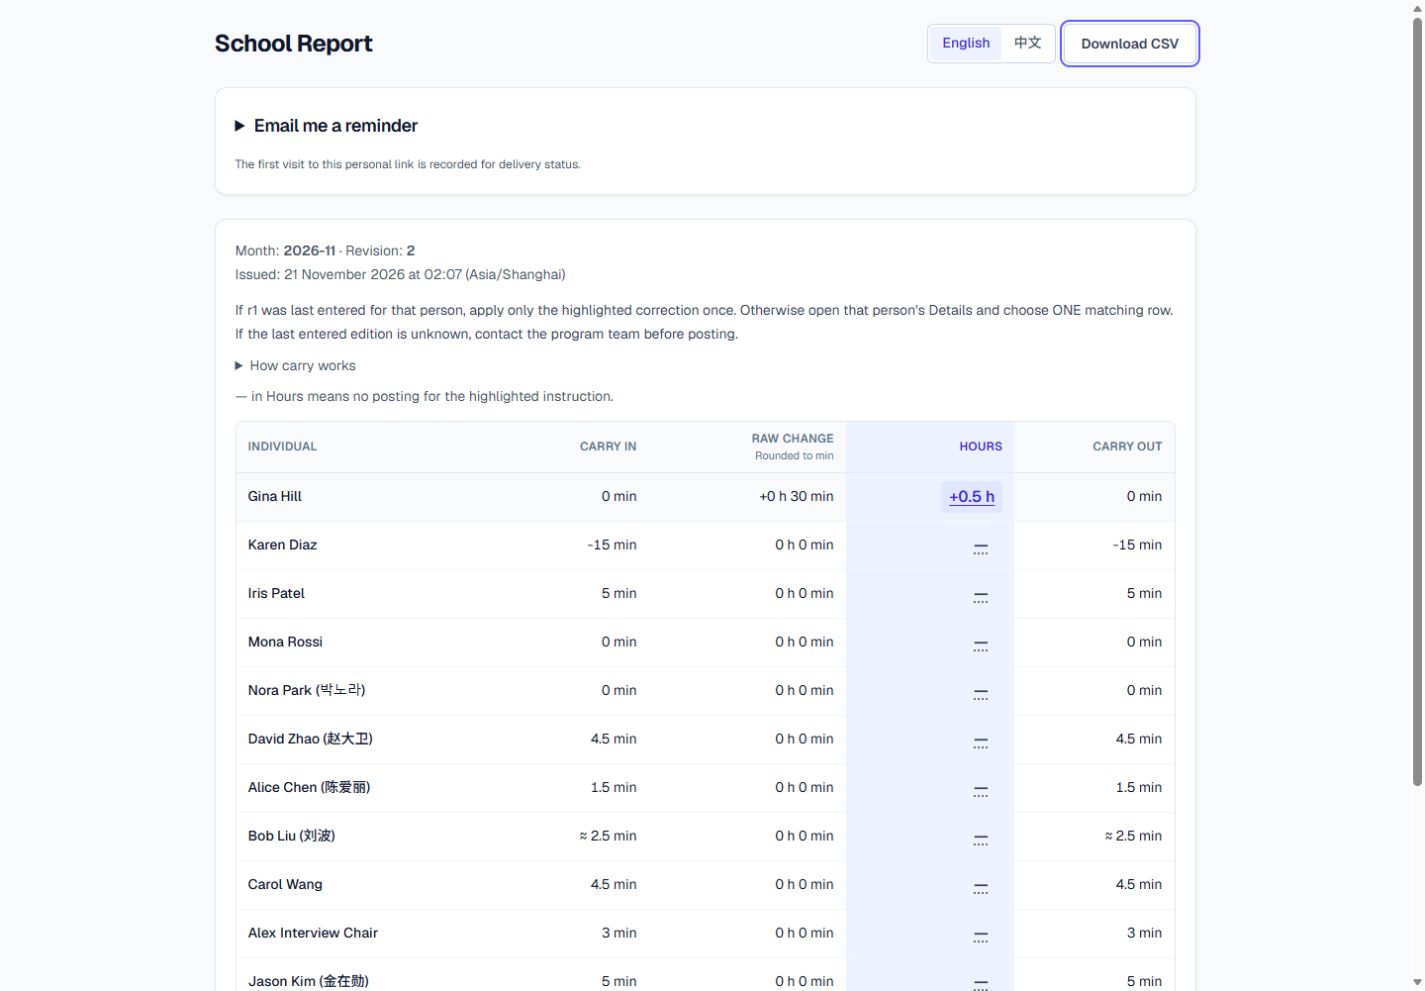 School Report
English 中文 Download CSV
▶ Email me a reminder
The first visit to this personal link is recorded for delivery status.
Month: 2026-11 · Revision: 2
Issued: 21 November 2026 at 02:07 (Asia/Shanghai)
If r1 was last entered for that person, apply only the highlighted correction once. Otherwise open that person's Details and choose ONE matching row.
If the last entered edition is unknown, contact the program team before posting.
▶ How carry works
— in Hours means no posting for the highlighted instruction.
INDIVIDUAL CARRY IN RAW CHANGE HOURS CARRY OUT
Rounded to min
Gina Hill 0 min +0 h 30 min +0.5 h 0 min
Karen Diaz -15 min 0 h 0 min — -15 min
Iris Patel 5 min 0 h 0 min — 5 min
Mona Rossi 0 min 0 h 0 min — 0 min
Nora Park (박노라) 0 min 0 h 0 min — 0 min
David Zhao (赵大卫) 4.5 min 0 h 0 min — 4.5 min
Alice Chen (陈爱丽) 1.5 min 0 h 0 min — 1.5 min
Bob Liu (刘波) ≈ 2.5 min 0 h 0 min — ≈ 2.5 min
Carol Wang 4.5 min 0 h 0 min — 4.5 min
Alex Interview Chair 3 min 0 h 0 min — 3 min
Jason Kim (金在勋) 5 min 0 h 0 min — 5 min